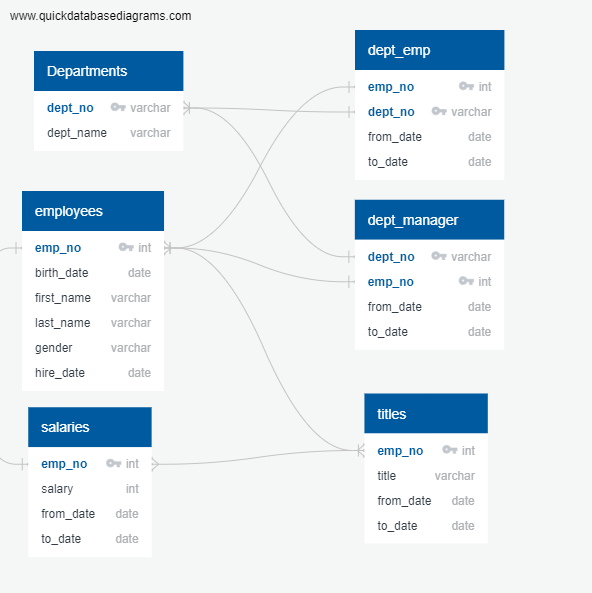 www.quickdatabasediagrams.com
Departments
dept_no varchar
dept_name varchar
employees
emp_no int
birth_date date
first_name varchar
last_name varchar
gender varchar
hire_date date
salaries
emp_no int
salary int
from_date date
to_date date
dept_emp
emp_no int
dept_no varchar
from_date date
to_date date
dept_manager
dept_no varchar
emp_no int
from_date date
to_date date
titles
emp_no int
title varchar
from_date date
to_date date